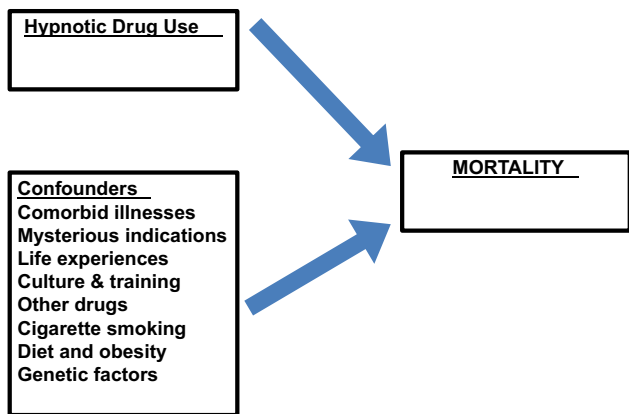 Hypnotic Drug Use
Confounders
Comorbid illnesses
Mysterious indications
Life experiences
Culture & training
Other drugs
Cigarette smoking
Diet and obesity
Genetic factors
MORTALITY